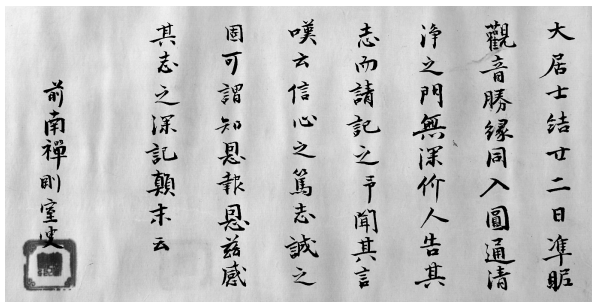 大居士結廿二日準
觀音勝緣同入圓通清
淨之門無深介人告其
志而請記之予聞其言
嘆云信心之篤志誠之
固可謂知恩報恩茲感
其志之深記顛末云
前南禪剛室叟